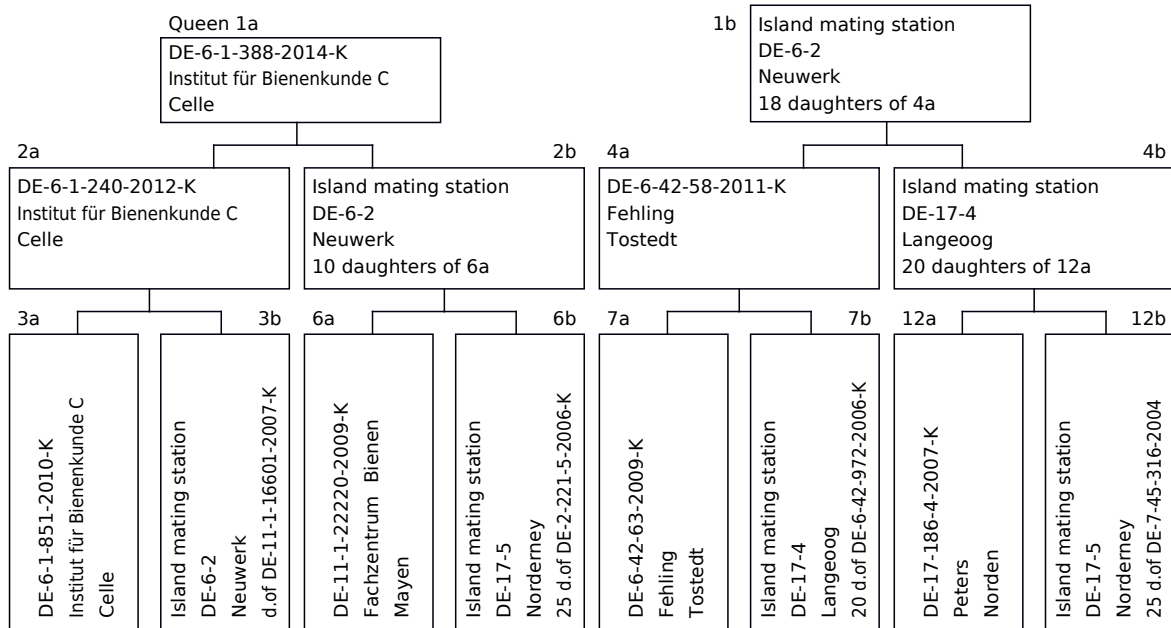 Queen 1a
DE-6-1-388-2014-K
Institut für Bienenkunde C
Celle
1b
Island mating station
DE-6-2
Neuwerk
18 daughters of 4a
2a
DE-6-1-240-2012-K
Institut für Bienenkunde C
Celle
2b
Island mating station
DE-6-2
Neuwerk
10 daughters of 6a
4a
DE-6-42-58-2011-K
Fehling
Tostedt
4b
Island mating station
DE-17-4
Langeoog
20 daughters of 12a
3a
DE-6-1-851-2010-K
Institut für Bienenkunde C
Celle
3b
Island mating station
DE-6-2
Neuwerk
d.of DE-11-1-16601-2007-K
6a
DE-11-1-22220-2009-K
Fachzentrum Bienen
Mayen
6b
Island mating station
DE-17-5
Norderney
25 d.of DE-2-221-5-2006-K
7a
DE-6-42-63-2009-K
Fehling
Tostedt
7b
Island mating station
DE-17-4
Langeoog
20 d.of DE-6-42-972-2006-K
12a
DE-17-186-4-2007-K
Peters
Norden
12b
Island mating station
DE-17-5
Norderney
25 d.of DE-7-45-316-2004